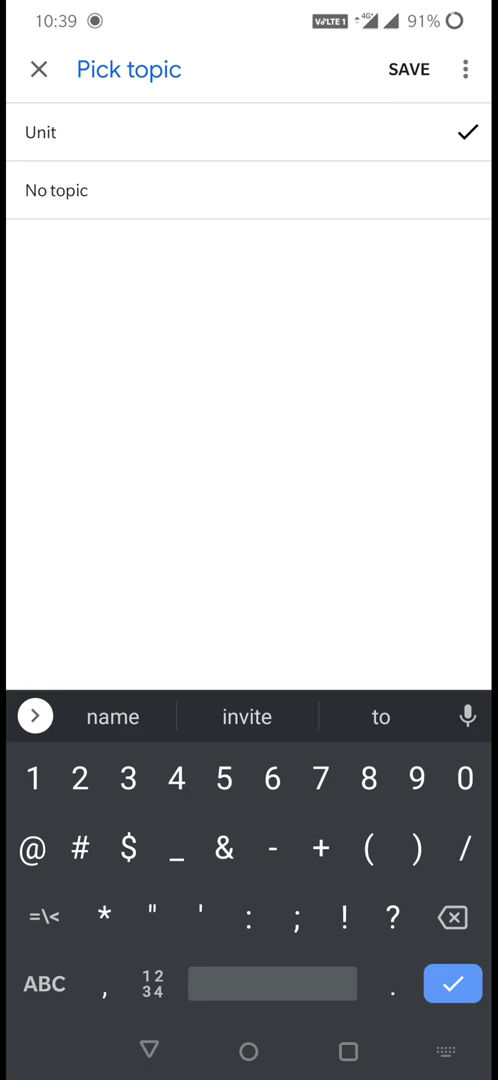 10:39 VoLTE 1 4G+ 91%
Pick topic SAVE
Unit
No topic
name invite to
1 2 3 4 5 6 7 8 9 0
@ # $ _ & - + ( ) /
=\< * " ' : ; ! ?
ABC , 12 34 .